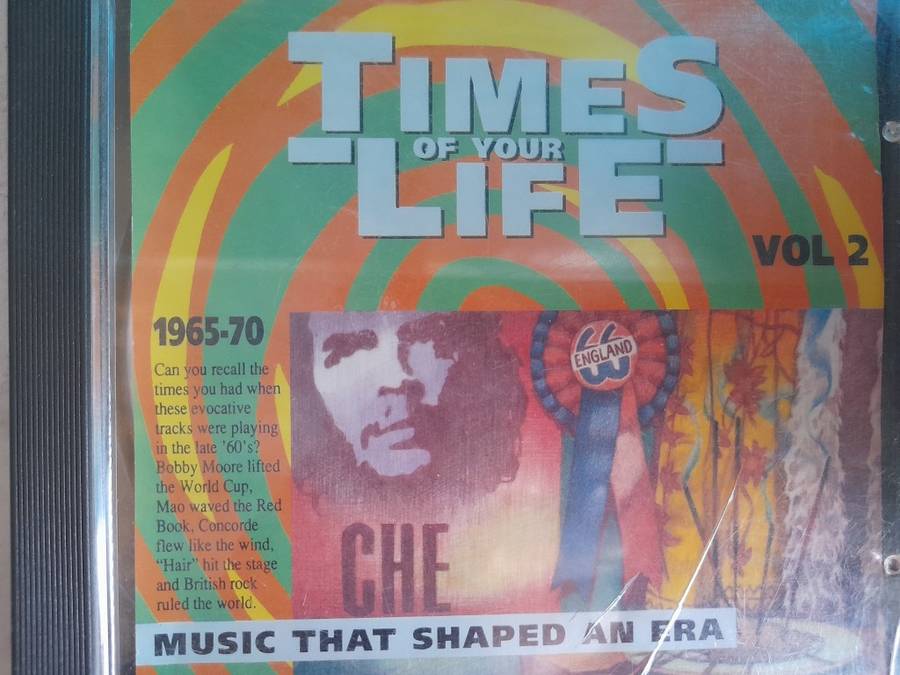 TIMES
OF YOUR
LIFE
VOL 2
1965-70
Can you recall the
times you had when
these evocative
tracks were playing
in the late '60's?
Bobby Moore lifted
the World Cup,
Mao waved the Red
Book, Concorde
flew like the wind,
"Hair" hit the stage
and British rock
ruled the world.
66
ENGLAND
CHE
MUSIC THAT SHAPED AN ERA